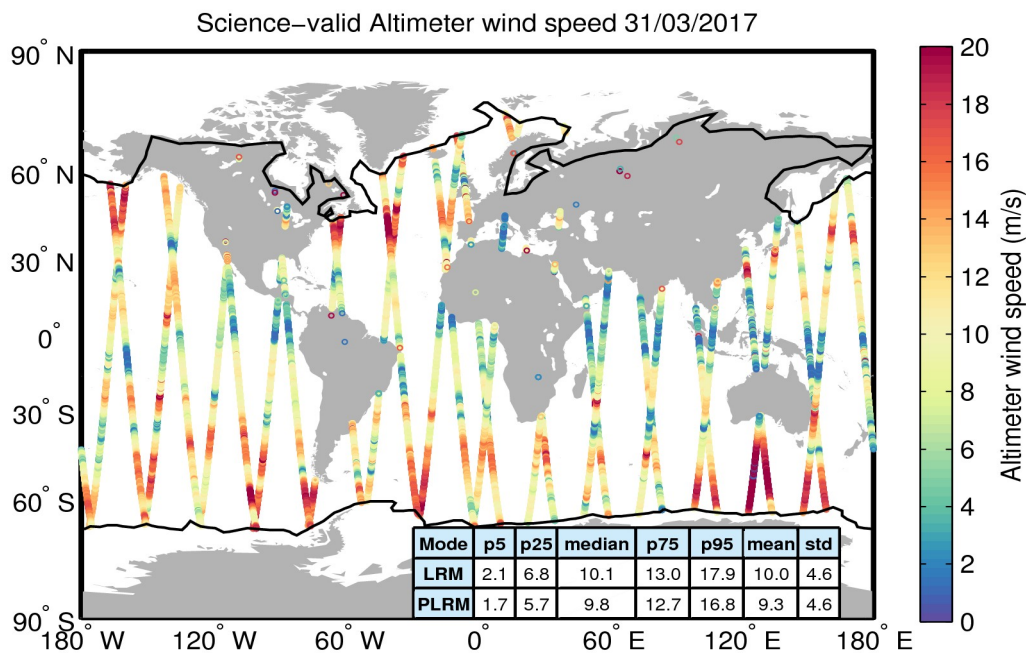 Science−valid Altimeter wind speed 31/03/2017
90° N
60° N
30° N
0°
30° S
60° S
90° S
180° W
120° W
60° W
0°
60° E
120° E
180° E
Mode p5 p25 median p75 p95 mean std
LRM 2.1 6.8 10.1 13.0 17.9 10.0 4.6
PLRM 1.7 5.7 9.8 12.7 16.8 9.3 4.6
20
18
16
14
12
10
8
6
4
2
0
Altimeter wind speed (m/s)